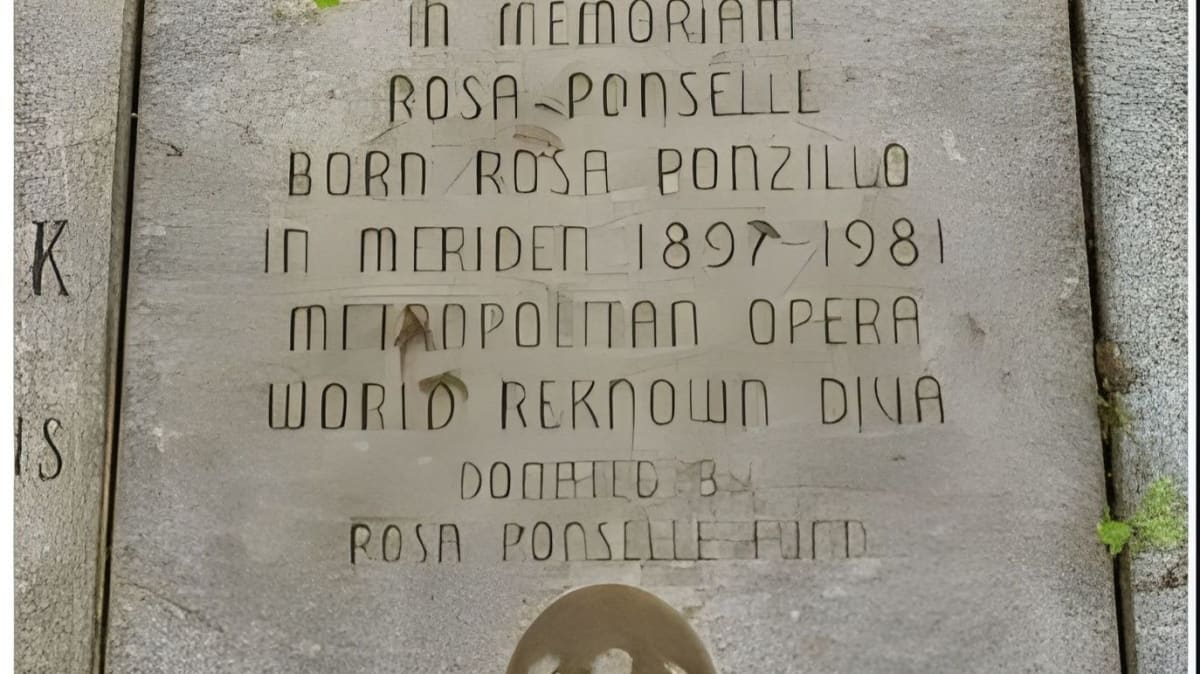 IN MEMORIAM
ROSA PONSELLE
BORN ROSA PONZILLO
IN MERIDEN 1897-1981
METROPOLITAN OPERA
WORLD REKNOWN DIVA
DONATED BY
ROSA PONSELLE FUND
K
IS